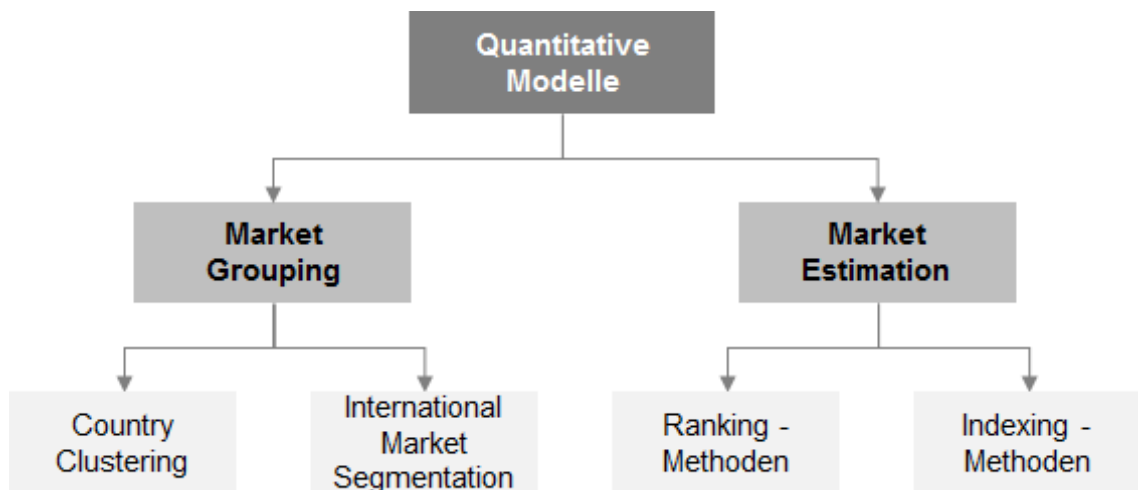 Quantitative
Modelle
Market
Grouping
Market
Estimation
Country
Clustering
International
Market
Segmentation
Ranking -
Methoden
Indexing -
Methoden